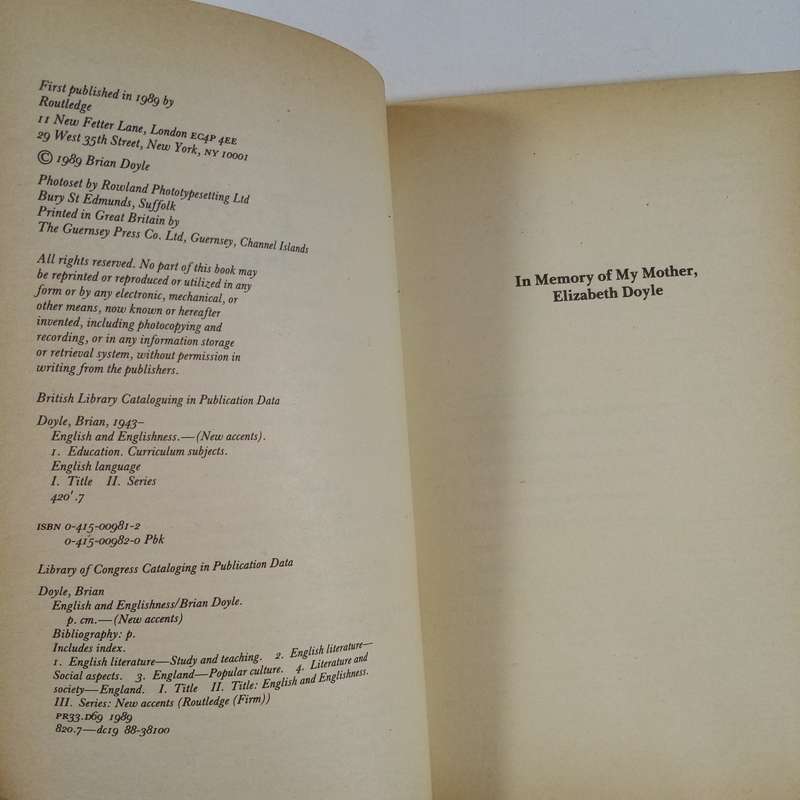 First published in 1989 by
Routledge
11 New Fetter Lane, London EC4P 4EE
29 West 35th Street, New York, NY 10001
© 1989 Brian Doyle
Photoset by Rowland Phototypesetting Ltd
Bury St Edmunds, Suffolk
Printed in Great Britain by
The Guernsey Press Co. Ltd, Guernsey, Channel Islands
All rights reserved. No part of this book may
be reprinted or reproduced or utilized in any
form or by any electronic, mechanical, or
other means, now known or hereafter
invented, including photocopying and
recording, or in any information storage
or retrieval system, without permission in
writing from the publishers.
British Library Cataloguing in Publication Data
Doyle, Brian, 1943–
English and Englishness.—(New accents).
1. Education. Curriculum subjects.
English language
I. Title II. Series
420'.7
ISBN 0-415-00981-2
0-415-00982-0 Pbk
Library of Congress Cataloging in Publication Data
Doyle, Brian
English and Englishness/Brian Doyle.
p. cm.—(New accents)
Bibliography: p.
Includes index.
1. English literature—Study and teaching. 2. English literature—
Social aspects. 3. England—Popular culture. 4. Literature and
society—England. I. Title II. Title: English and Englishness.
III. Series: New accents (Routledge (Firm))
PR33.D69 1989
820.7—dc19 88-38100
In Memory of My Mother,
Elizabeth Doyle